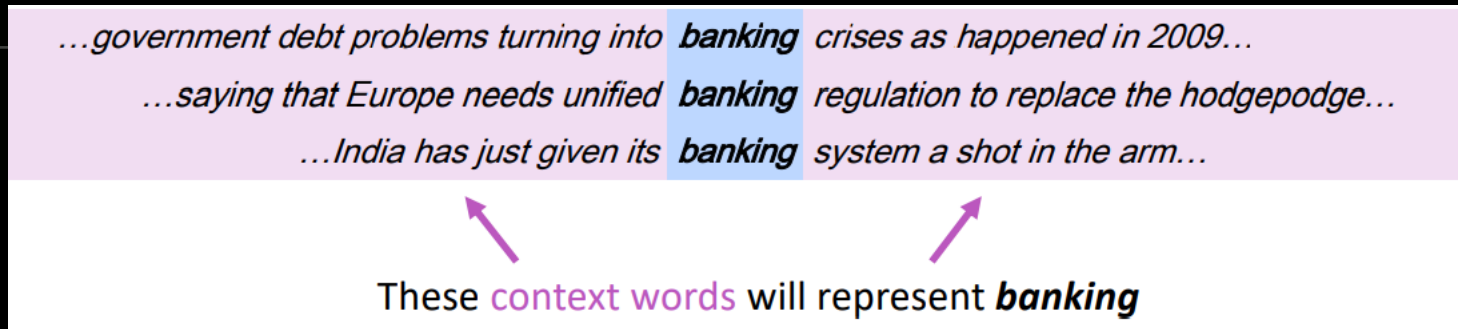 ...government debt problems turning into banking crises as happened in 2009...
...saying that Europe needs unified banking regulation to replace the hodgepodge...
...India has just given its banking system a shot in the arm...
These context words will represent banking